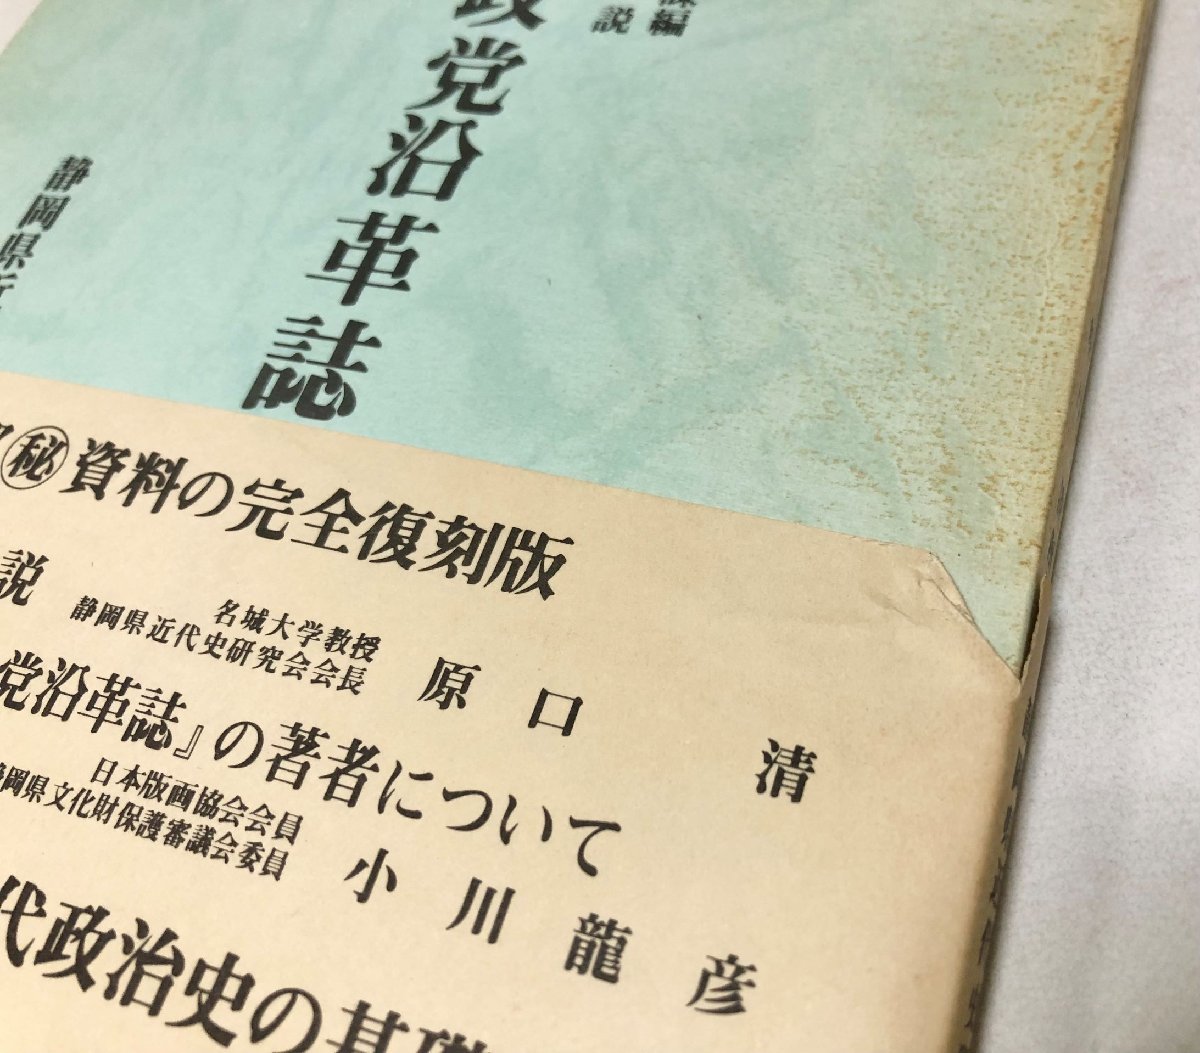 編
説
政党沿革誌
静岡県近
㊙資料の完全復刻版
説
名城大学教授
静岡県近代史研究会会長
原口 清
党沿革誌』の著者について
日本版画協会会員
静岡県文化財保護審議会委員
小川龍彦
代政治史の基礎